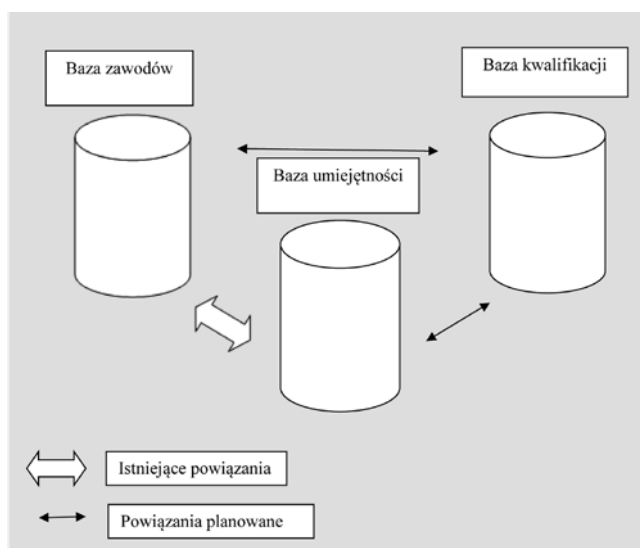 Baza zawodów
Baza kwalifikacji
Baza umiejętności
Istniejące powiązania
Powiązania planowane